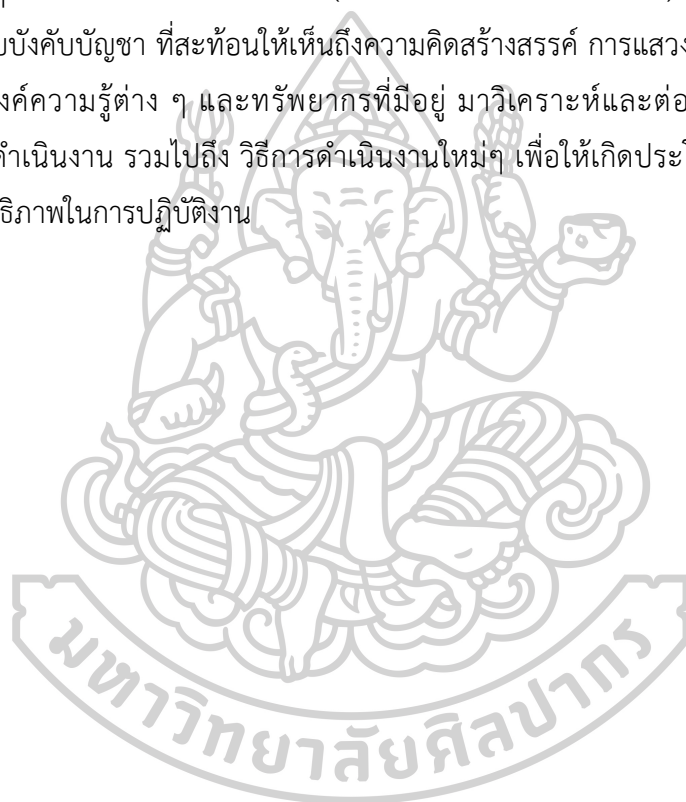 บบังคับบัญชา ที่สะท้อนให้เห็นถึงความคิดสร้างสรรค์ การแสวง
งค์ความรู้ต่าง ๆ และทรัพยากรที่มีอยู่ มาวิเคราะห์และต่อ
ดำเนินงาน รวมไปถึง วิธีการดำเนินงานใหม่ๆ เพื่อให้เกิดประโ
ธิภาพในการปฏิบัติงาน
มหาวิทยาลัยศิลปากร